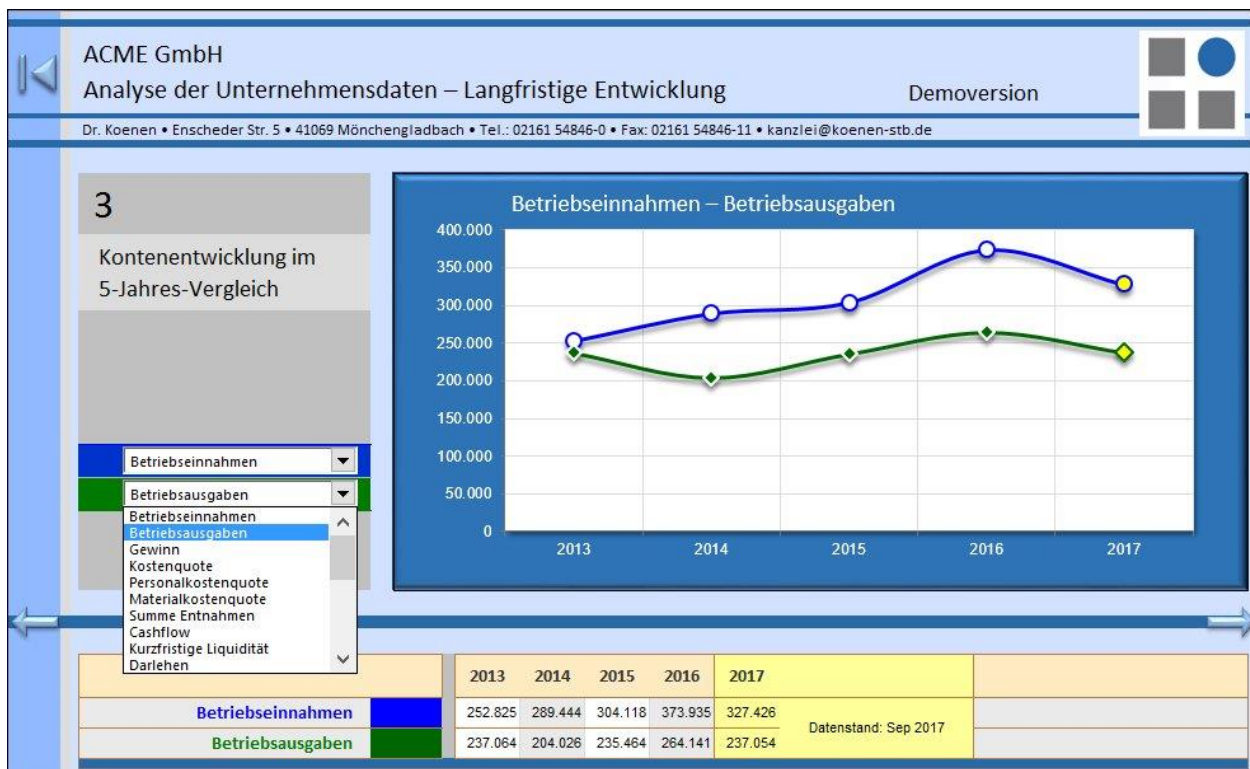 ACME GmbH
Analyse der Unternehmensdaten – Langfristige Entwicklung
Demoversion
Dr. Koenen • Enscheder Str. 5 • 41069 Mönchengladbach • Tel.: 02161 54846-0 • Fax: 02161 54846-11 • kanzlei@koenen-stb.de
3
Kontenentwicklung im
5-Jahres-Vergleich
Betriebseinnahmen
Betriebsausgaben
Betriebseinnahmen
Betriebsausgaben
Gewinn
Kostenquote
Personalkostenquote
Materialkostenquote
Summe Entnahmen
Cashflow
Kurzfristige Liquidität
Darlehen
Betriebseinnahmen – Betriebsausgaben
400.000
350.000
300.000
250.000
200.000
150.000
100.000
50.000
0
2013 2014 2015 2016 2017
2013 2014 2015 2016 2017
Betriebseinnahmen 252.825 289.444 304.118 373.935 327.426
Datenstand: Sep 2017
Betriebsausgaben 237.064 204.026 235.464 264.141 237.054